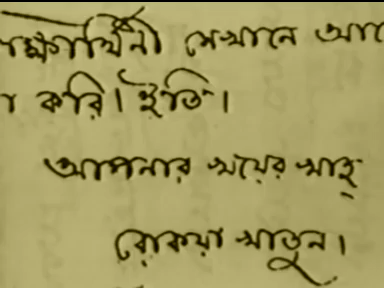 ক্ষার্থিনী সেখানে আ
করি। ইতি।
আপনার স্নেহের খাদ্
রোকেয়া খাতুন।